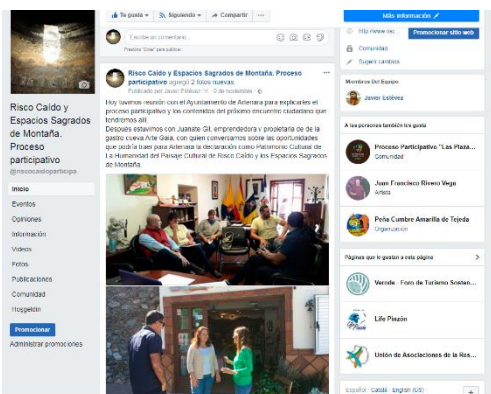 Te gusta
Siguiendo
Compartir
Más información
Escribe un comentario...
Promocionar sitio web
Comunidad
Sugerir cambios
Risco Caído y Espacios Sagrados de Montaña. Proceso
participativo agregó 2 fotos nuevas.
Publicado por Javier Estévez
de noviembre
Miembros Del Equipo
Javier Estévez
Risco Caído y
Espacios Sagrados
de Montaña.
Proceso
participativo
@riscocaidoparticipa
Hoy tuvimos reunión con el Ayuntamiento de Artenara para explicarles el
proceso participativo y los contenidos del próximo encuentro ciudadano que
tendremos allí.
Después estuvimos con Juanate Gil, emprendedora y propietaria de de la
gastro cueva Arte Gaia, con quien conversamos sobre las oportunidades
que podría traer para Artenara la declaración como Patrimonio Cultural de
La Humanidad del Paisaje Cultural de Risco Caído y los Espacios Sagrados
de Montaña.
A las personas también les gusta
Proceso Participativo "Las Plaza...
Comunidad
Juan Francisco Rivero Vega
Artista
Peña Cumbre Amarilla de Tejeda
Organización
Inicio
Eventos
Opiniones
Información
Videos
Fotos
Publicaciones
Comunidad
Hoşgeldin
Promocionar
Administrar promociones
Páginas que le gustan a esta página
Verode - Foro de Turismo Sosten...
Life Pinzón
Unión de Asociaciones de la Res...
Español · Català · English (US)